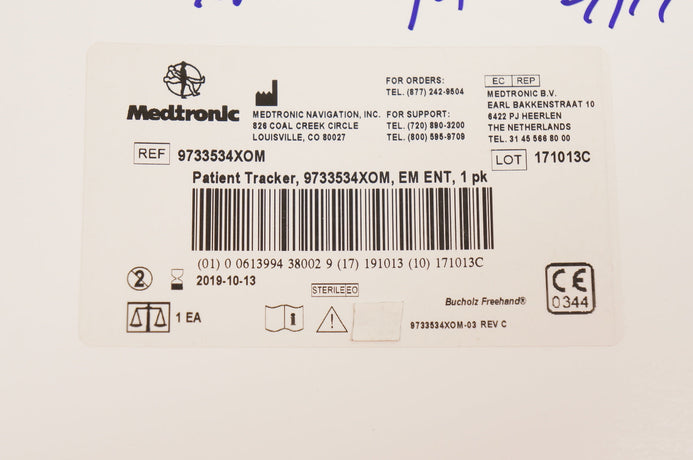 Medtronic
MEDTRONIC NAVIGATION, INC.
826 COAL CREEK CIRCLE
LOUISVILLE, CO 80027
FOR ORDERS:
TEL. (877) 242-9504
FOR SUPPORT:
TEL. (720) 890-3200
TEL. (800) 595-9709
EC REP
MEDTRONIC B.V.
EARL BAKKENSTRAAT 10
6422 PJ HEERLEN
THE NETHERLANDS
TEL. 31 45 566 80 00
REF 9733534XOM
LOT 171013C
Patient Tracker, 9733534XOM, EM ENT, 1 pk
(01) 0 0613994 38002 9 (17) 191013 (10) 171013C
2
2019-10-13
STERILE EO
Bucholz Freehand®
CE
0344
1 EA
i
9733534XOM-03 REV C